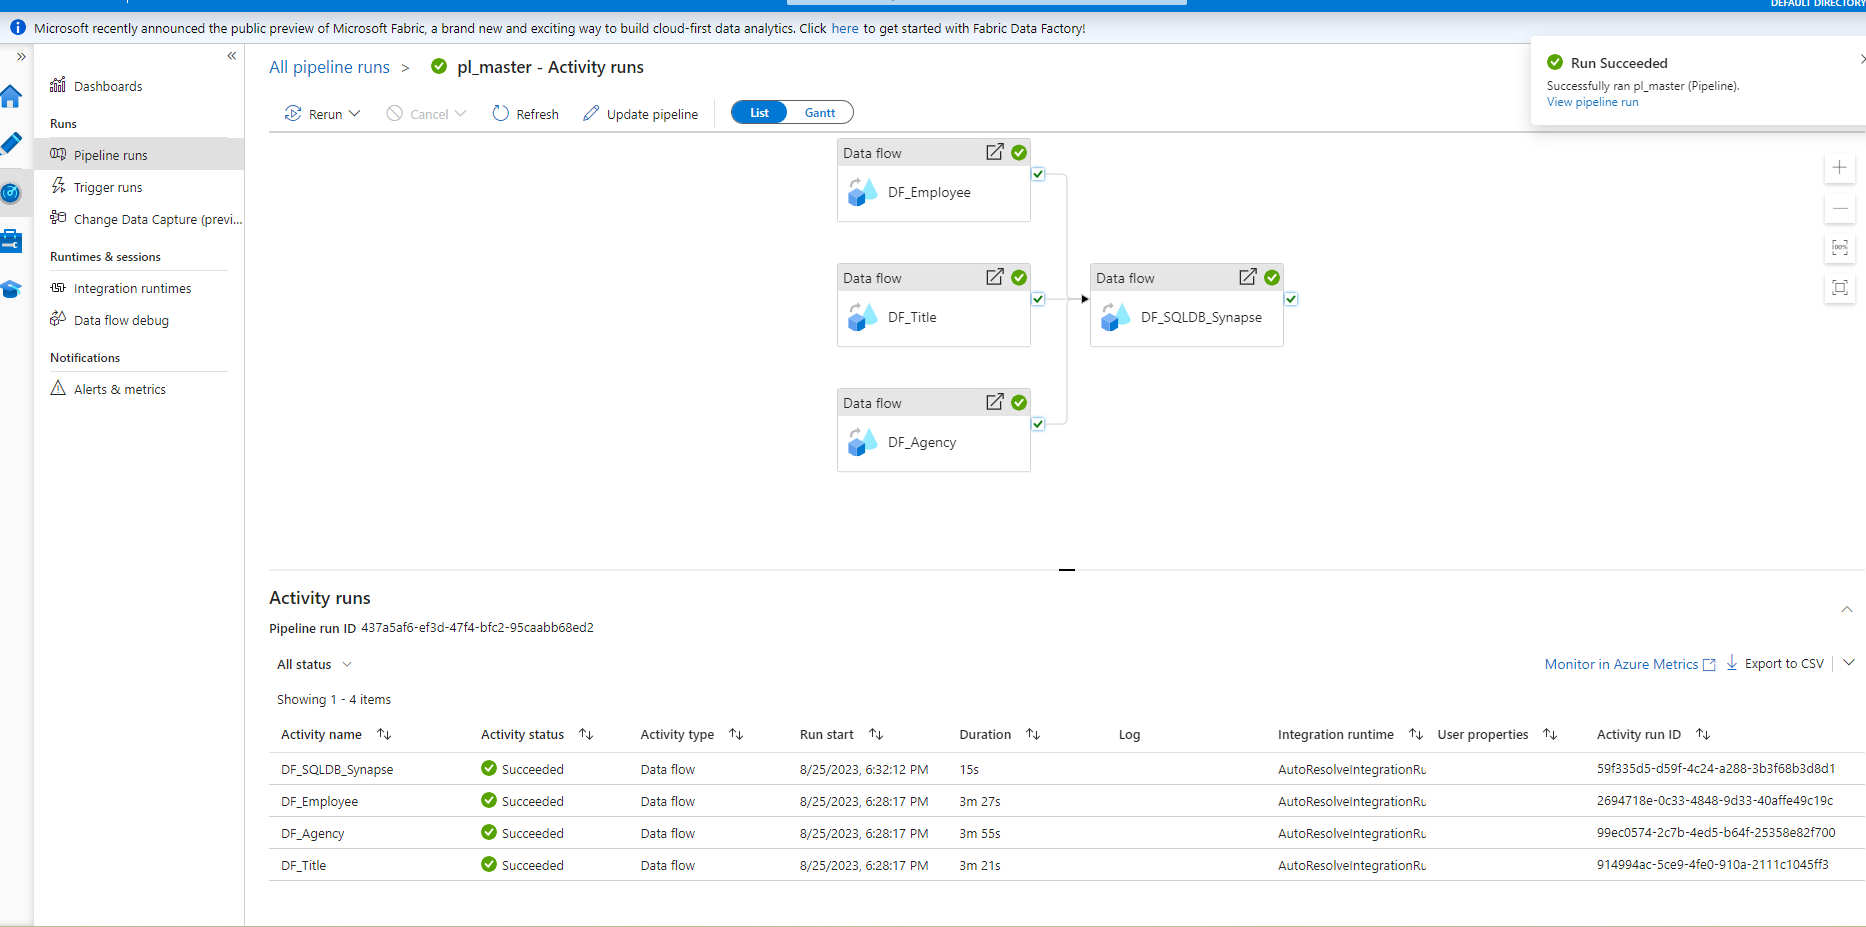 DEFAULT DIRECTORY
Microsoft recently announced the public preview of Microsoft Fabric, a brand new and exciting way to build cloud-first data analytics. Click here to get started with Fabric Data Factory!
Dashboards
Runs
Pipeline runs
Trigger runs
Change Data Capture (previ...
Runtimes & sessions
Integration runtimes
Data flow debug
Notifications
Alerts & metrics
All pipeline runs > pl_master - Activity runs
Rerun Cancel Refresh Update pipeline List Gantt
Run Succeeded
Successfully ran pl_master (Pipeline).
View pipeline run
Data flow
DF_Employee
Data flow
DF_Title
Data flow
DF_SQLDB_Synapse
Data flow
DF_Agency
100%
Activity runs
Pipeline run ID 437a5af6-ef3d-47f4-bfc2-95caabb68ed2
All status
Monitor in Azure Metrics Export to CSV
Showing 1 - 4 items
Activity name Activity status Activity type Run start Duration Log Integration runtime User properties Activity run ID
DF_SQLDB_Synapse Succeeded Data flow 8/25/2023, 6:32:12 PM 15s AutoResolveIntegrationRu 59f335d5-d59f-4c24-a288-3b3f68b3d8d1
DF_Employee Succeeded Data flow 8/25/2023, 6:28:17 PM 3m 27s AutoResolveIntegrationRu 2694718e-0c33-4848-9d33-40affe49c19c
DF_Agency Succeeded Data flow 8/25/2023, 6:28:17 PM 3m 55s AutoResolveIntegrationRu 99ec0574-2c7b-4ed5-b64f-25358e82f700
DF_Title Succeeded Data flow 8/25/2023, 6:28:17 PM 3m 21s AutoResolveIntegrationRu 914994ac-5ce9-4fe0-910a-2111c1045ff3